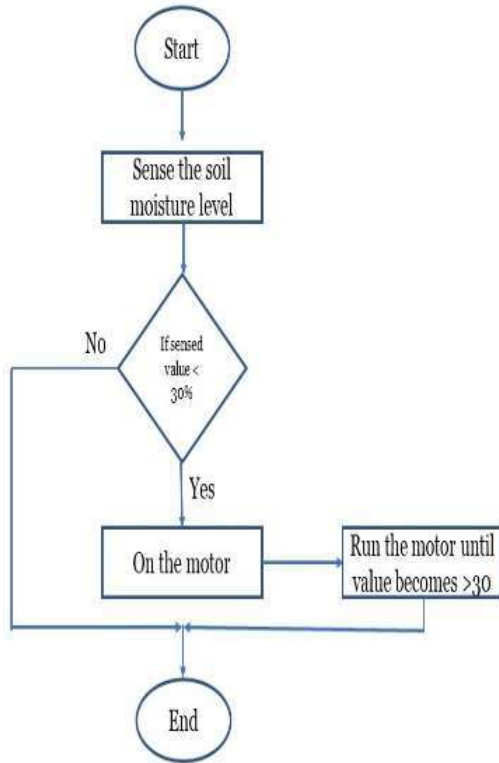 Start
Sense the soil
moisture level
If sensed
value <
30%
No
Yes
On the motor
Run the motor until
value becomes >30
End